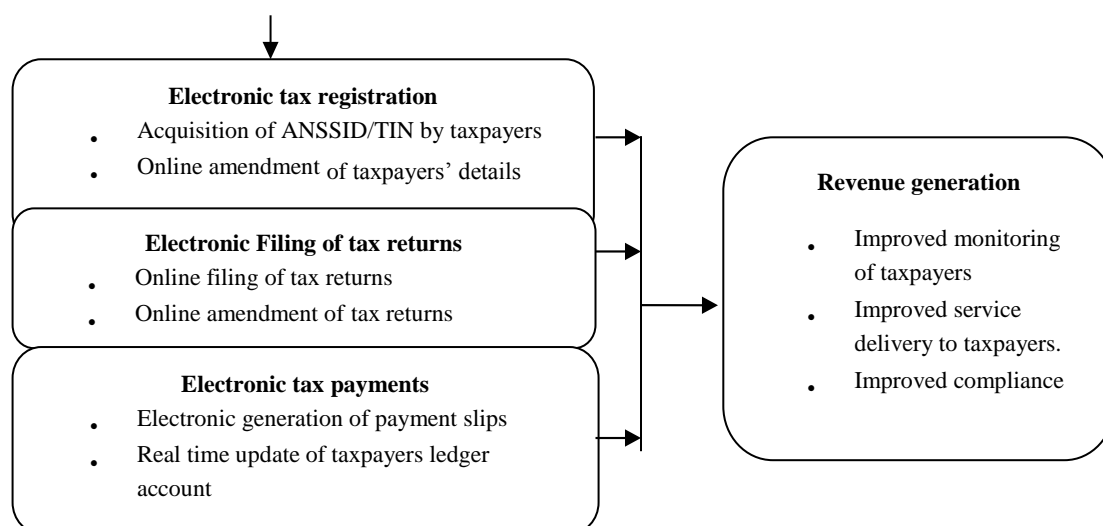 Electronic tax registration
• Acquisition of ANSSID/TIN by taxpayers
• Online amendment of taxpayers’ details
Electronic Filing of tax returns
• Online filing of tax returns
• Online amendment of tax returns
Electronic tax payments
• Electronic generation of payment slips
• Real time update of taxpayers ledger
account
Revenue generation
• Improved monitoring
of taxpayers
• Improved service
delivery to taxpayers.
• Improved compliance